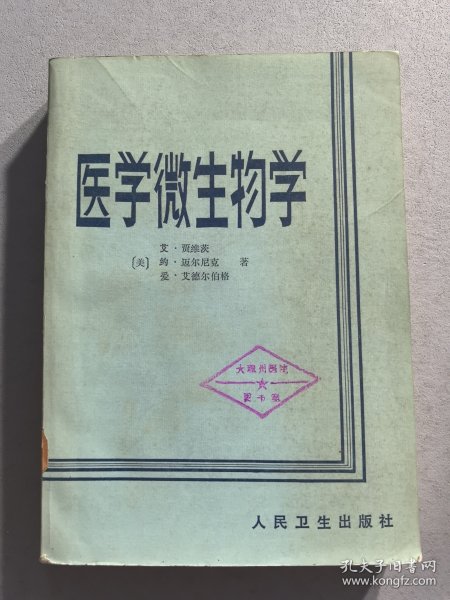 医学微生物学
艾·贾维茨
〔美〕 约·迈尔尼克 著
爱·艾德尔伯格
大理州医院
图书室
人民卫生出版社
孔夫子旧书网
www.kongfz.com